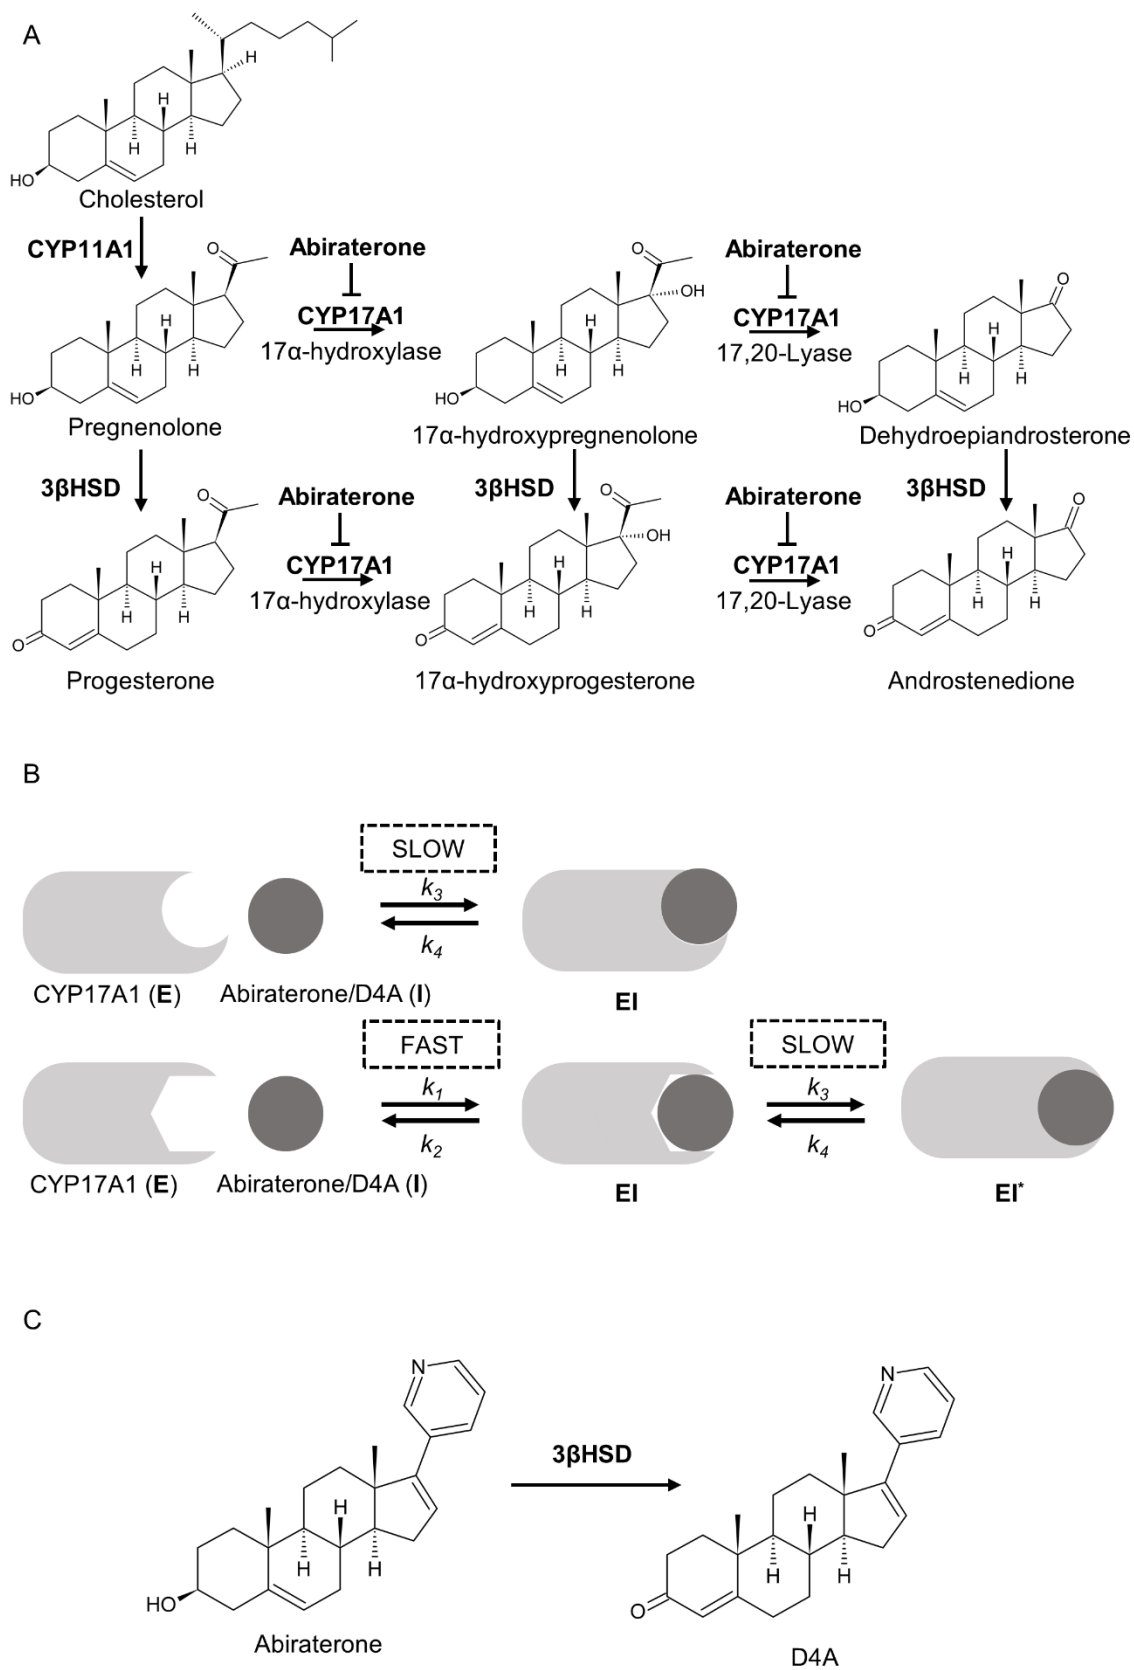 A
H
H
H
H
HO
Cholesterol
CYP11A1
Abiraterone
Abiraterone
O
O
OH
O
CYP17A1
CYP17A1
17α-hydroxylase
17,20-Lyase
H
H
H
H
H
H
H
H
H
HO
HO
HO
Pregnenolone
17α-hydroxypregnenolone
Dehydroepiandrosterone
3βHSD
3βHSD
3βHSD
Abiraterone
Abiraterone
O
O
OH
O
CYP17A1
CYP17A1
17α-hydroxylase
17,20-Lyase
H
H
H
H
H
H
H
H
H
O
O
O
Progesterone
17α-hydroxyprogesterone
Androstenedione
B
SLOW
k3
k4
CYP17A1 (E)
Abiraterone/D4A (I)
EI
FAST
SLOW
k1
k3
k2
k4
CYP17A1 (E)
Abiraterone/D4A (I)
EI
EI*
C
N
N
3βHSD
H
H
H
H
H
H
HO
O
Abiraterone
D4A